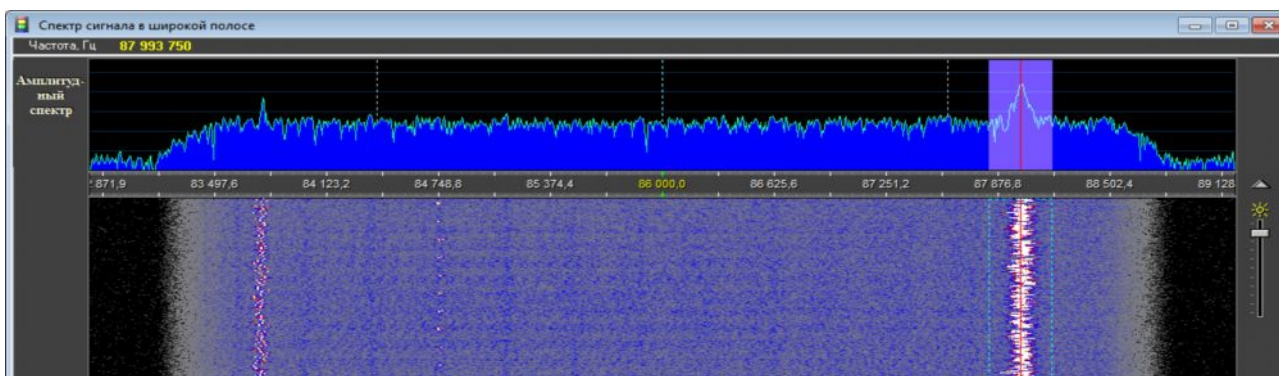 Спектр сигнала в широкой полосе
Частота, Гц 87 993 750
Амплитуд-
ный
спектр
871,9 83 497,6 84 123,2 84 748,8 85 374,4 86 000,0 86 625,6 87 251,2 87 876,8 88 502,4 89 128